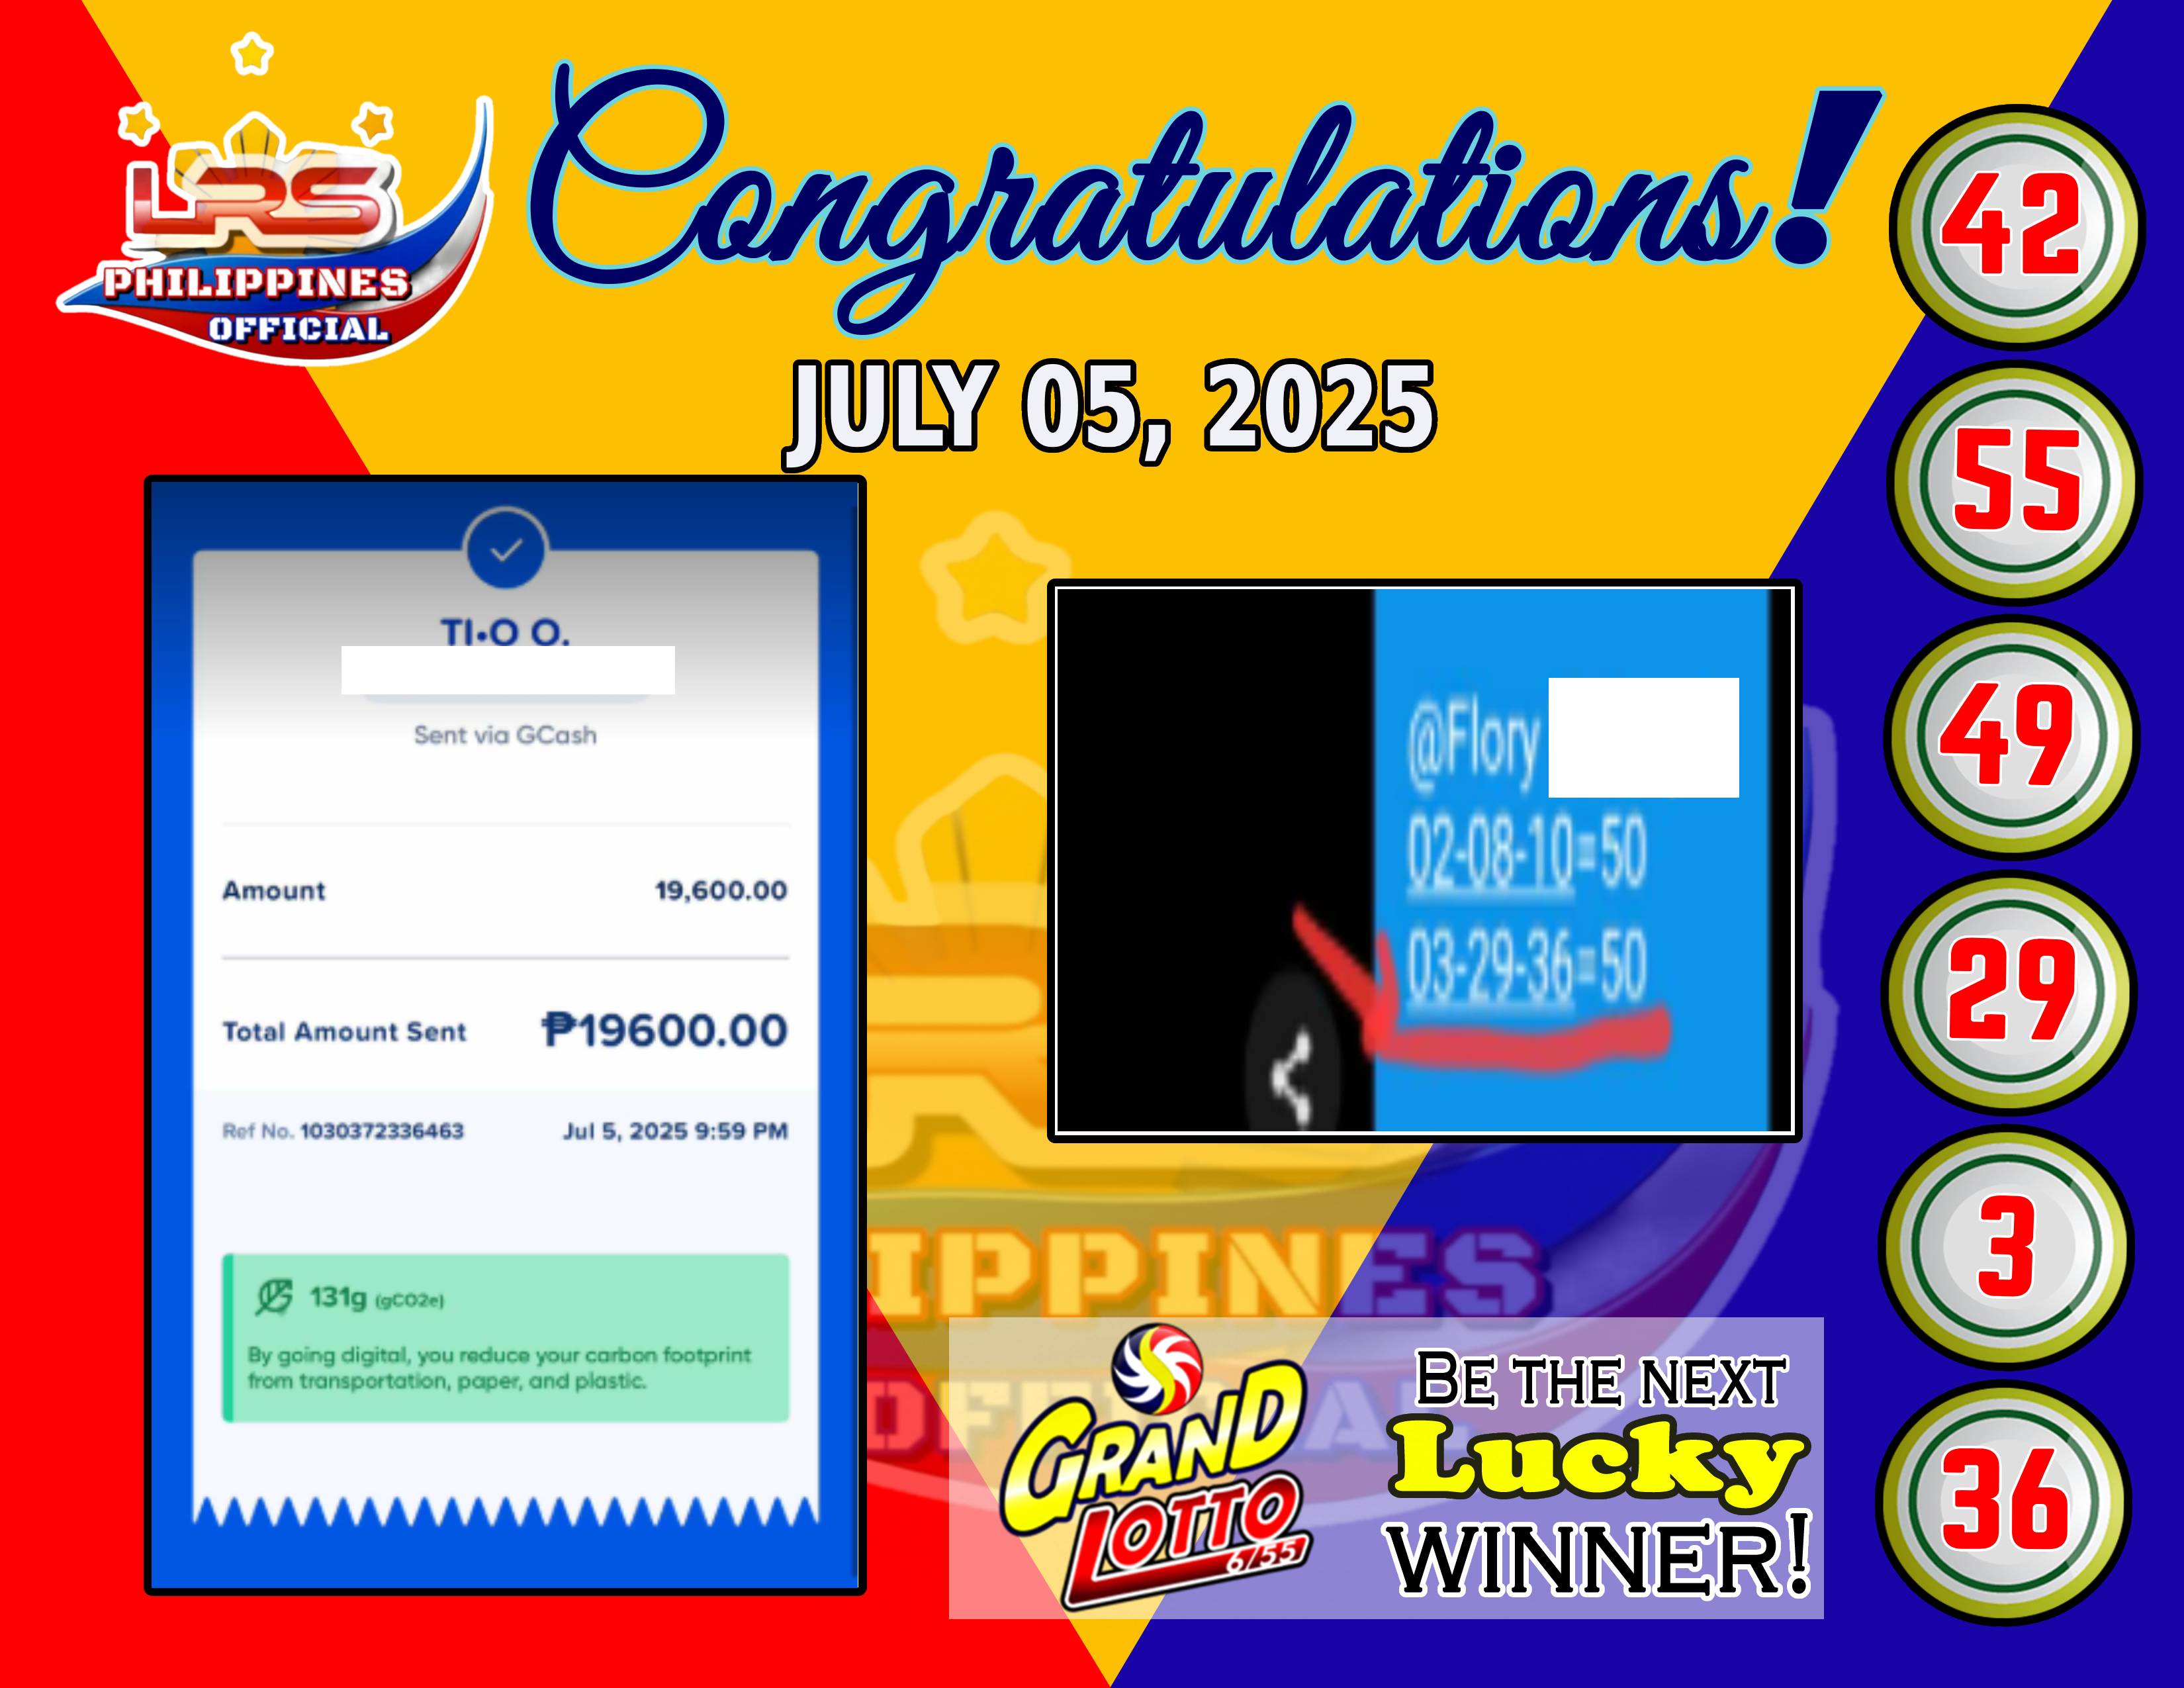 LRS
PHILIPPINES
OFFICIAL
Congratulations!
JULY 05, 2025
TI•O O.
Sent via GCash
Amount 19,600.00
Total Amount Sent ₱19600.00
Ref No. 1030372336463 Jul 5, 2025 9:59 PM
131g (gCO2e)
By going digital, you reduce your carbon footprint
from transportation, paper, and plastic.
@Flory
02-08-10=50
03-29-36=50
IPPINES
GRAND
LOTTO
6/55
BE THE NEXT
Lucky
WINNER!
42
55
49
29
3
36